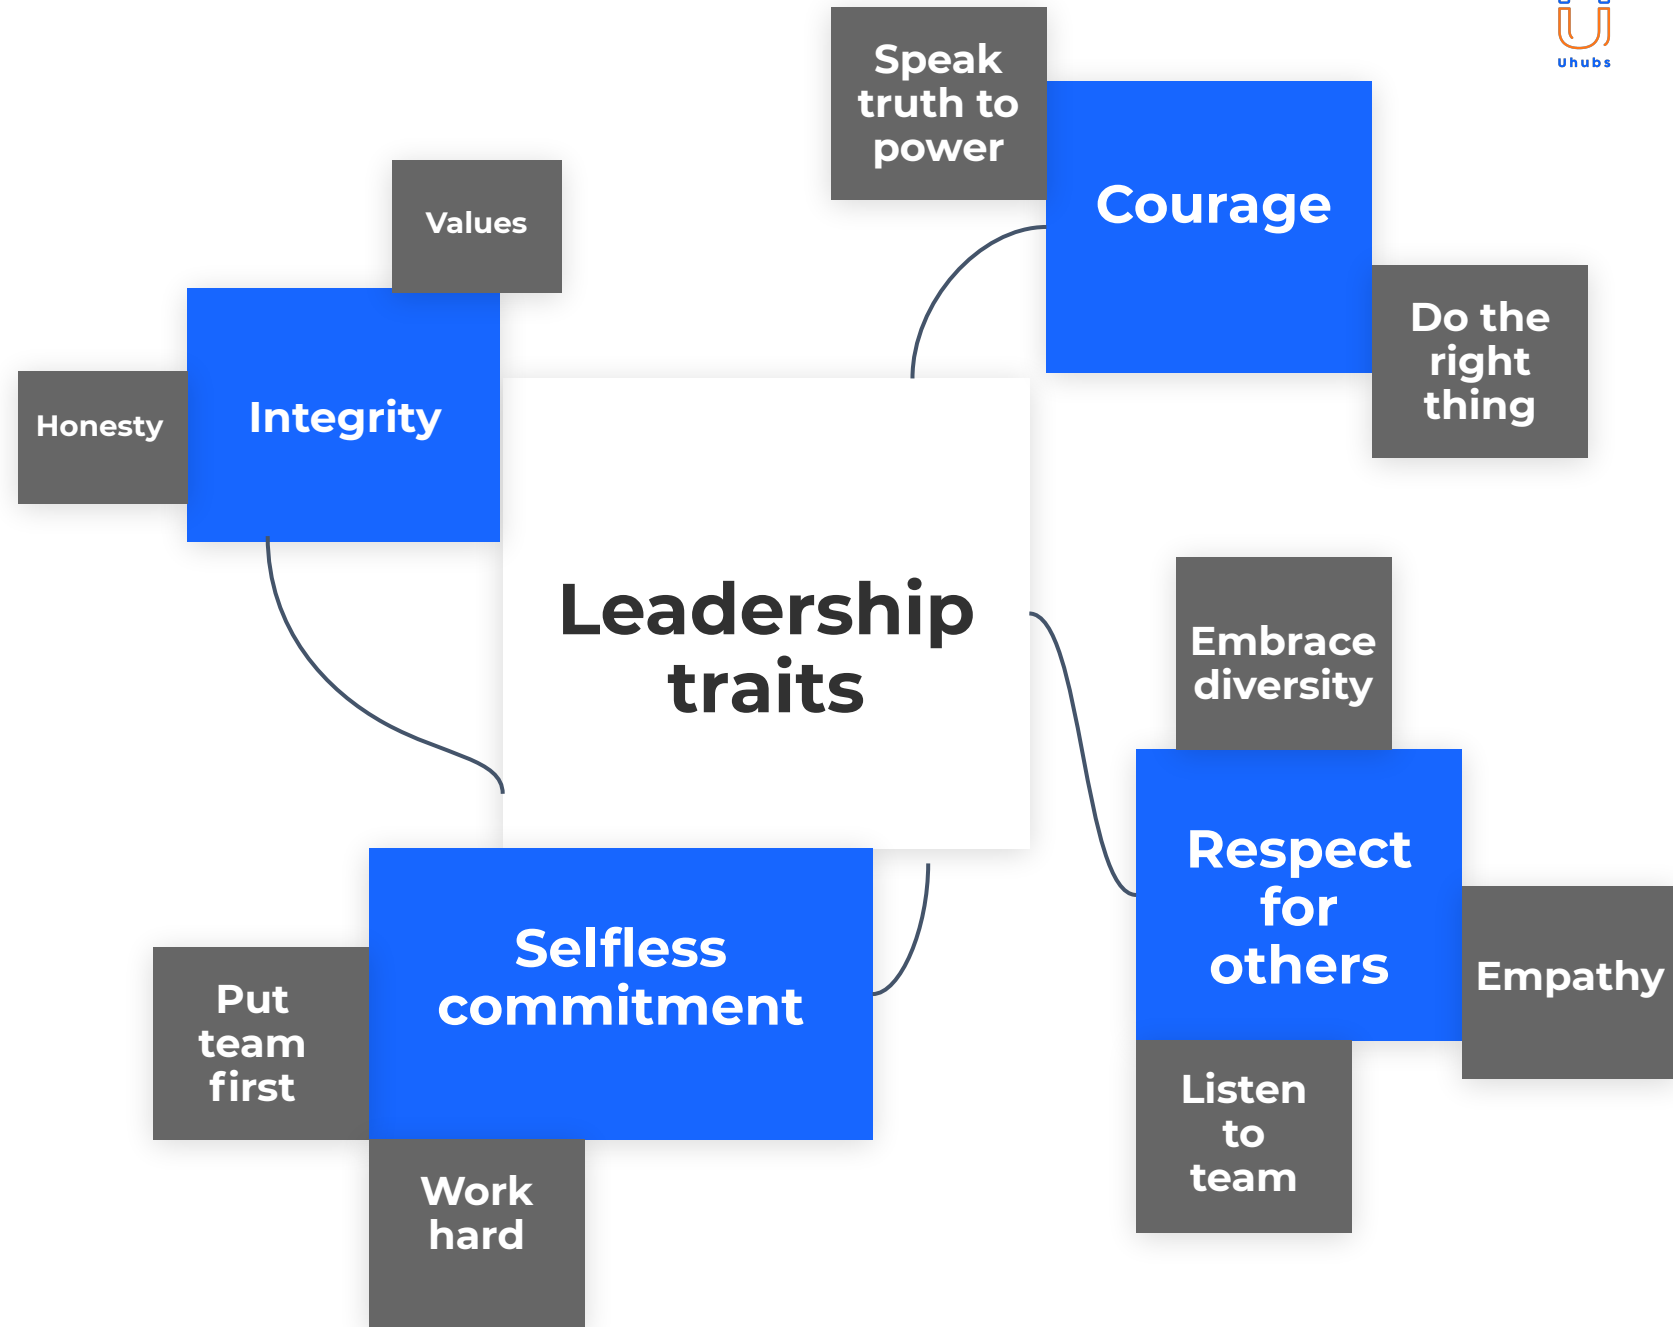 Uhubs
Speak
truth to
power
Courage
Do the
right
thing
Values
Honesty
Integrity
Leadership
traits
Embrace
diversity
Respect
for
others
Empathy
Listen
to
team
Selfless
commitment
Put
team
first
Work
hard